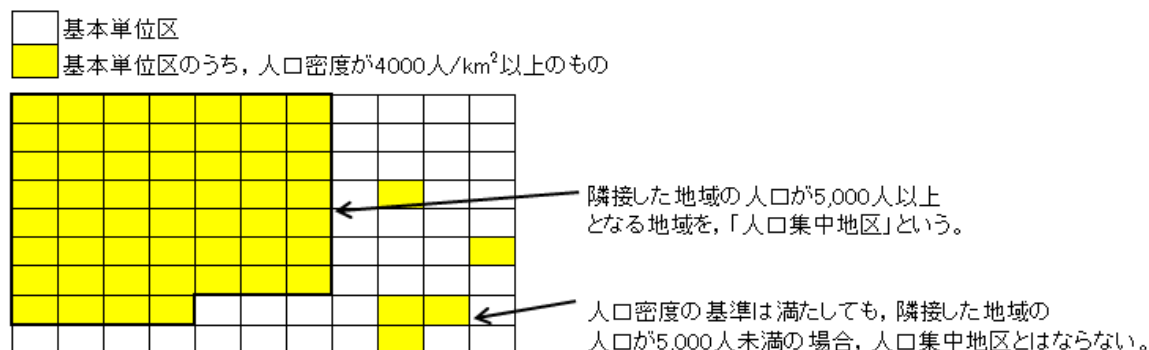 基本単位区
基本単位区のうち，人口密度が4000人/km²以上のもの
隣接した地域の人口が5,000人以上
となる地域を，「人口集中地区」という。
人口密度の基準は満たしても，隣接した地域の
人口が5,000人未満の場合，人口集中地区とはならない。